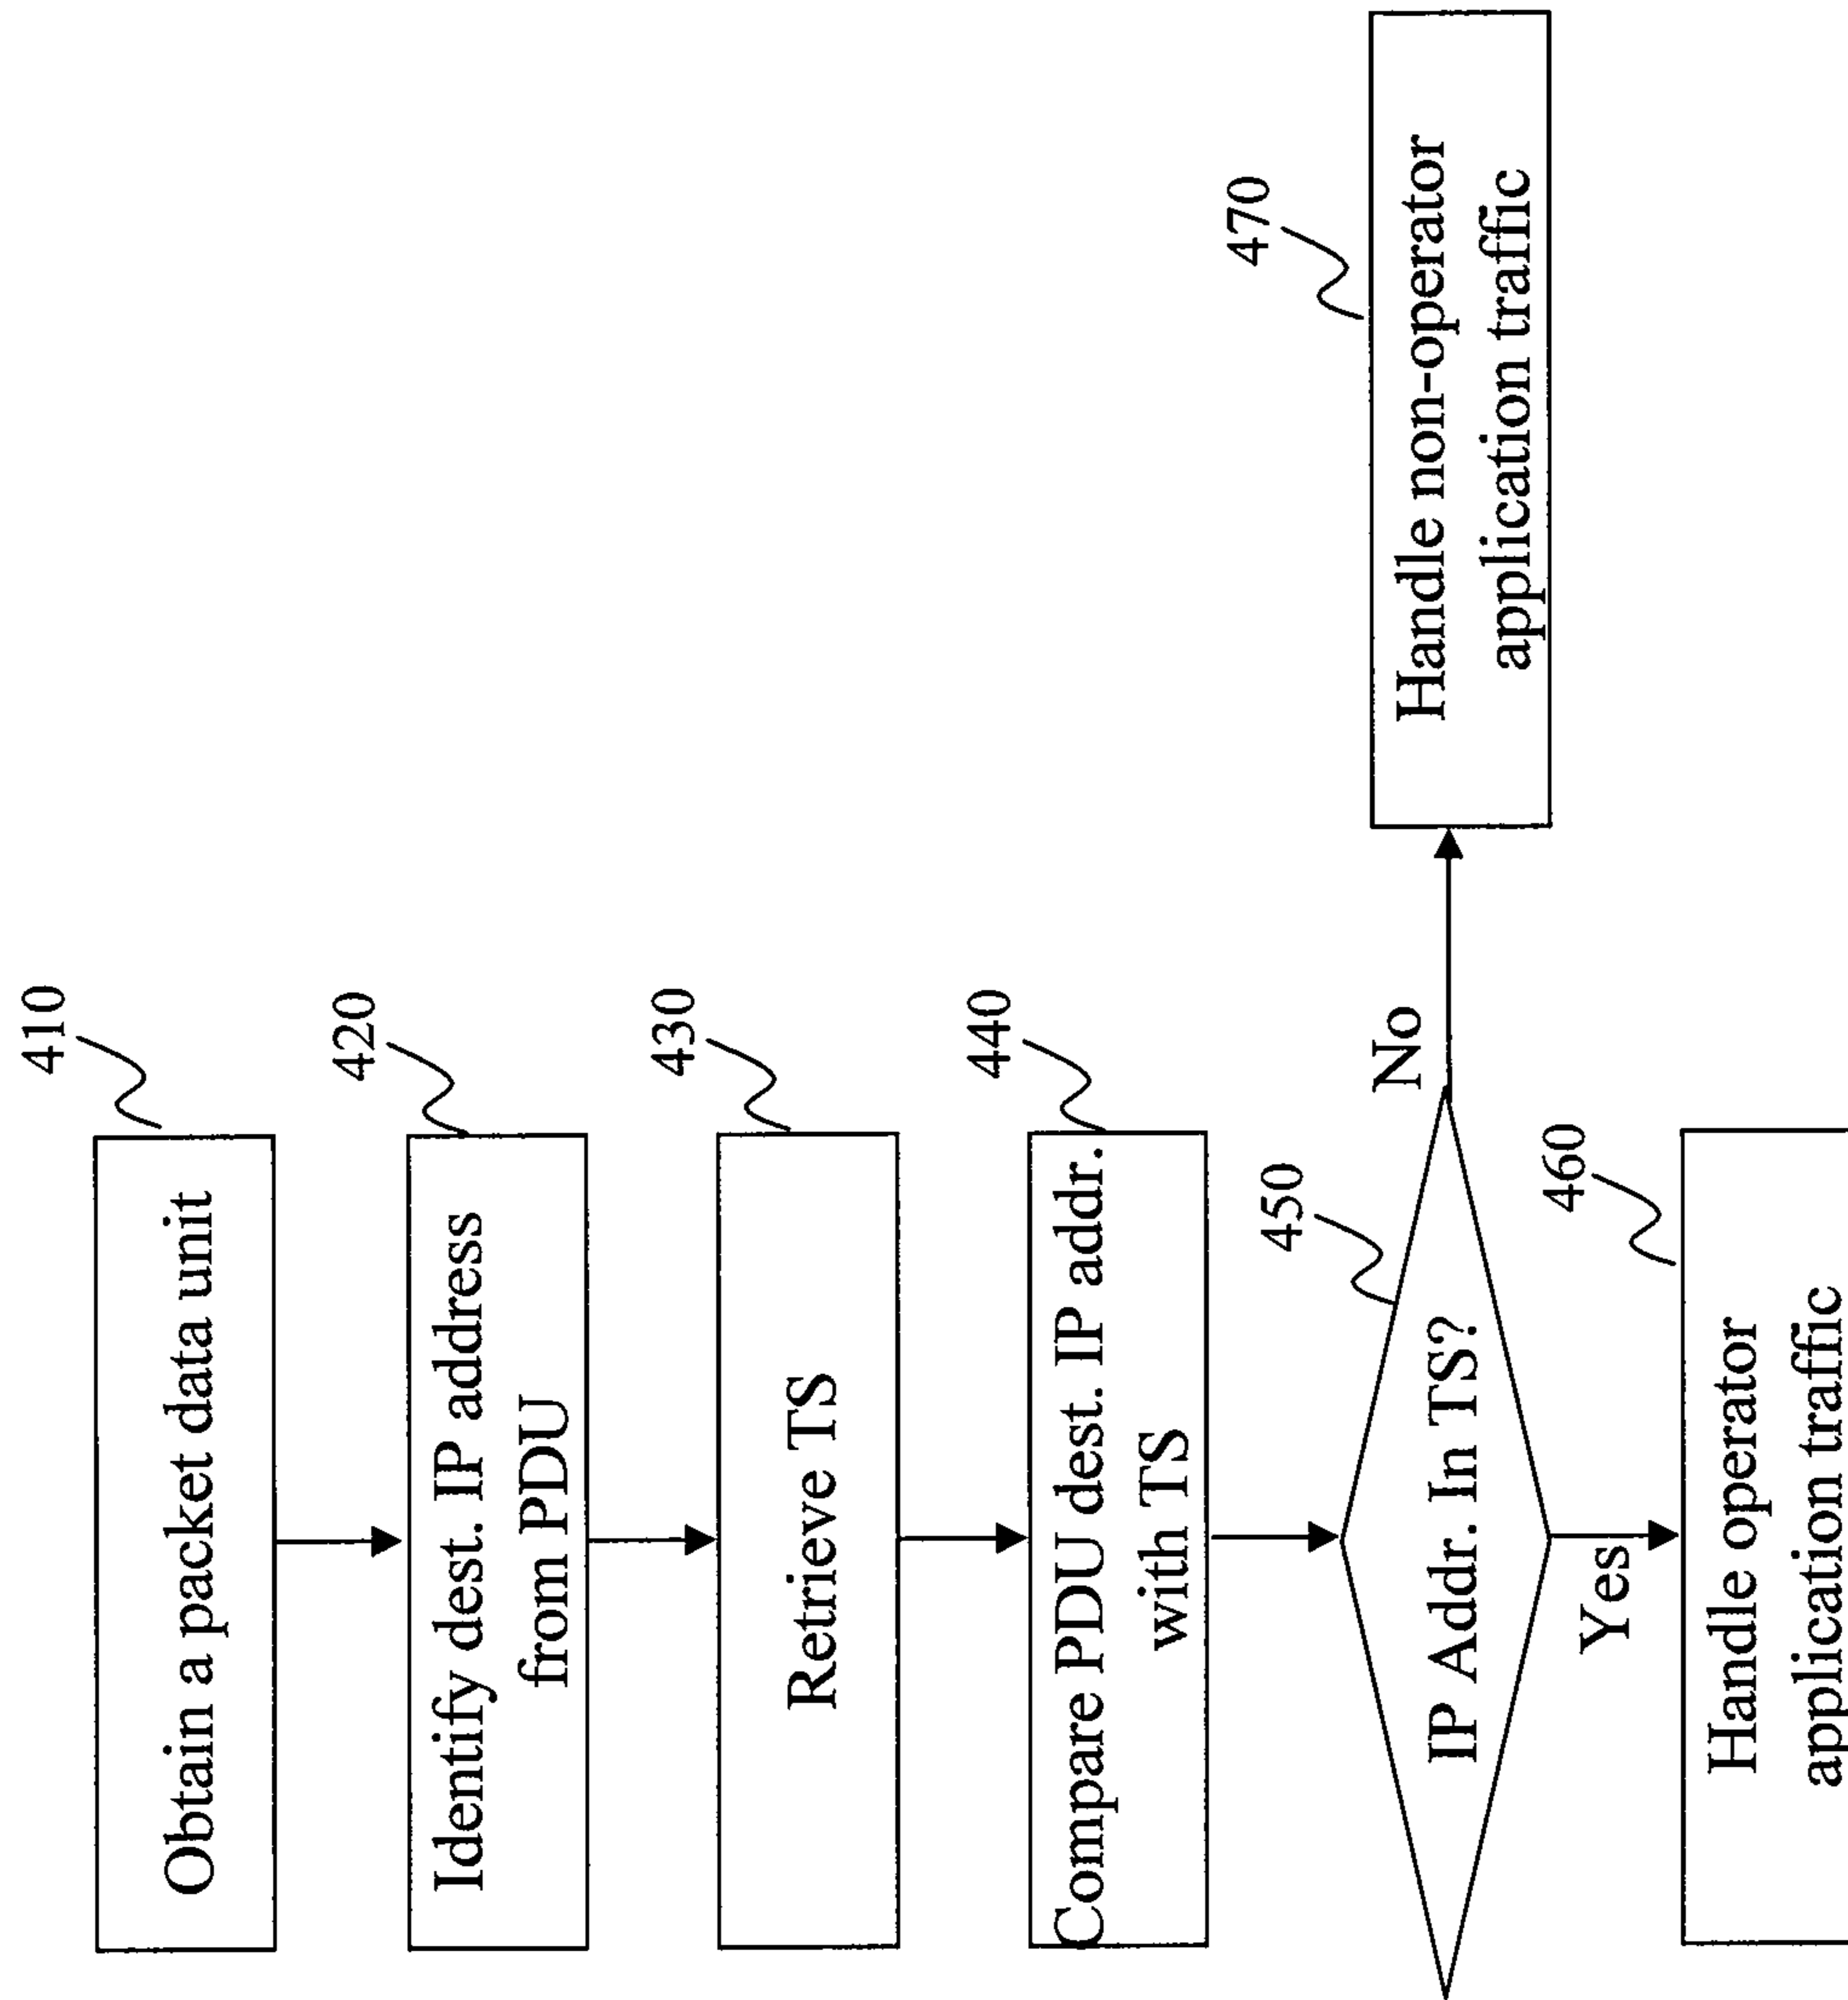 410
Obtain a packet data unit
420
Identify dest. IP address
from PDU
430
Retrieve TS
440
Compare PDU dest. IP addr.
with TS
450
IP Addr. In TS?
No
470
Handle non-operator
application traffic
Yes
460
Handle operator
application traffic